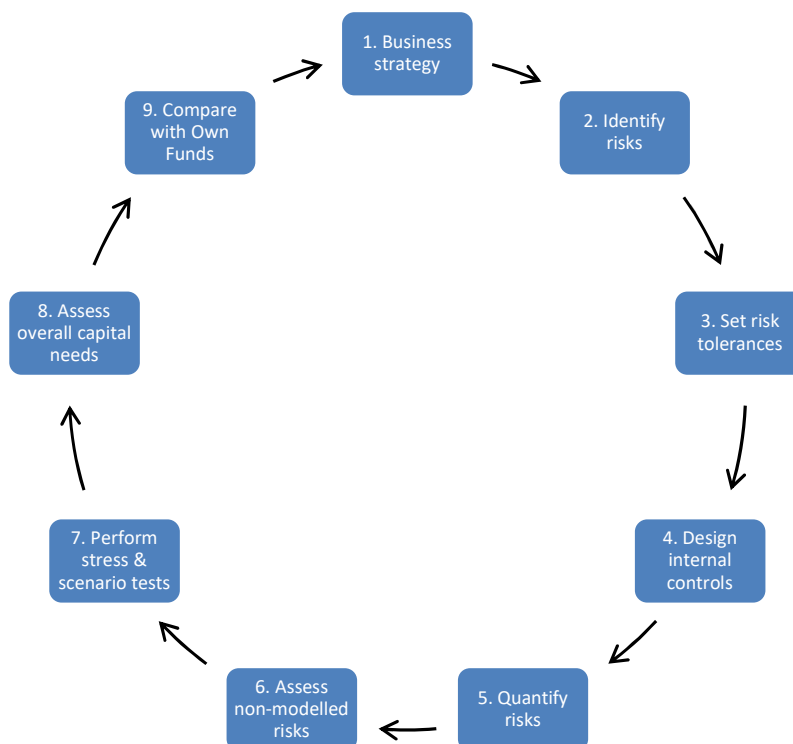 1. Business
strategy
2. Identify
risks
3. Set risk
tolerances
4. Design
internal
controls
5. Quantify
risks
6. Assess
non-modelled
risks
7. Perform
stress &
scenario tests
8. Assess
overall capital
needs
9. Compare
with Own
Funds